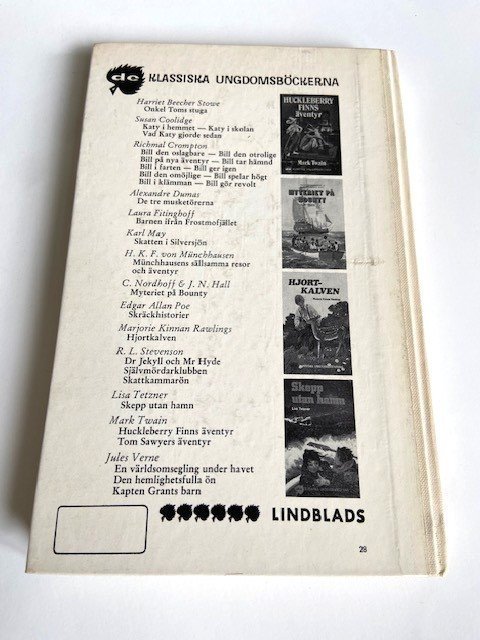 de KLASSISKA UNGDOMSBÖCKERNA
Harriet Beecher Stowe
Onkel Toms stuga
Susan Coolidge
Katy i hemmet — Katy i skolan
Vad Katy gjorde sedan
Richmal Crompton
Bill den oslagbare — Bill den otrolige
Bill på nya äventyr — Bill tar hämnd
Bill i farten — Bill ger igen
Bill den omöjlige — Bill spelar högt
Bill i klämman — Bill gör revolt
Alexandre Dumas
De tre musketörerna
Laura Fitinghoff
Barnen ifrån Frostmofjället
Karl May
Skatten i Silversjön
H. K. F. von Münchhausen
Münchhausens sällsamma resor
och äventyr
C. Nordhoff & J. N. Hall
Myteriet på Bounty
Edgar Allan Poe
Skräckhistorier
Marjorie Kinnan Rawlings
Hjortkalven
R. L. Stevenson
Dr Jekyll och Mr Hyde
Självmördarklubben
Skattkammarön
Lisa Tetzner
Skepp utan hamn
Mark Twain
Huckleberry Finns äventyr
Tom Sawyers äventyr
Jules Verne
En världsomsegling under havet
Den hemlighetsfulla ön
Kapten Grants barn
HUCKLEBERRY
FINNS
äventyr
Mark Twain
MYTERIET PÅ
BOUNTY
HJORT-
KALVEN
Skepp
utan hamn
Lisa Tetzner
LINDBLADS
28